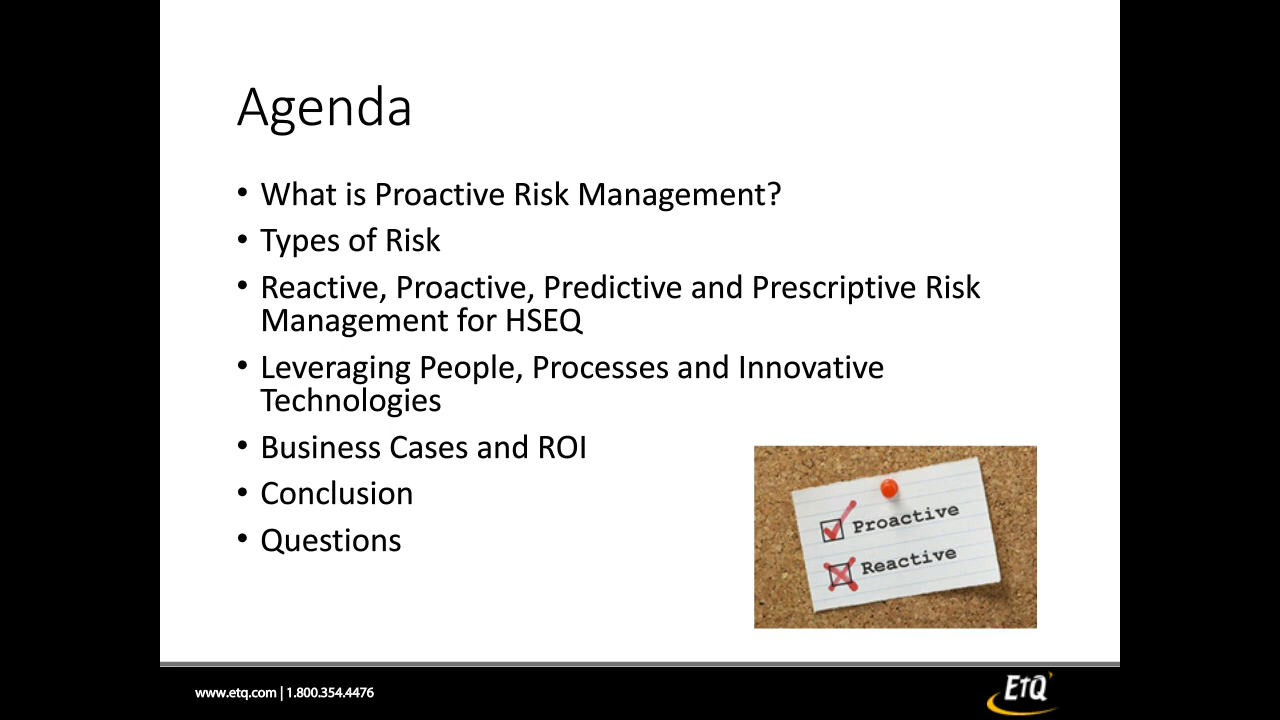 Agenda
• What is Proactive Risk Management?
• Types of Risk
• Reactive, Proactive, Predictive and Prescriptive Risk
Management for HSEQ
• Leveraging People, Processes and Innovative
Technologies
• Business Cases and ROI
• Conclusion
• Questions
Proactive
Reactive
www.etq.com | 1.800.354.4476
EtQ